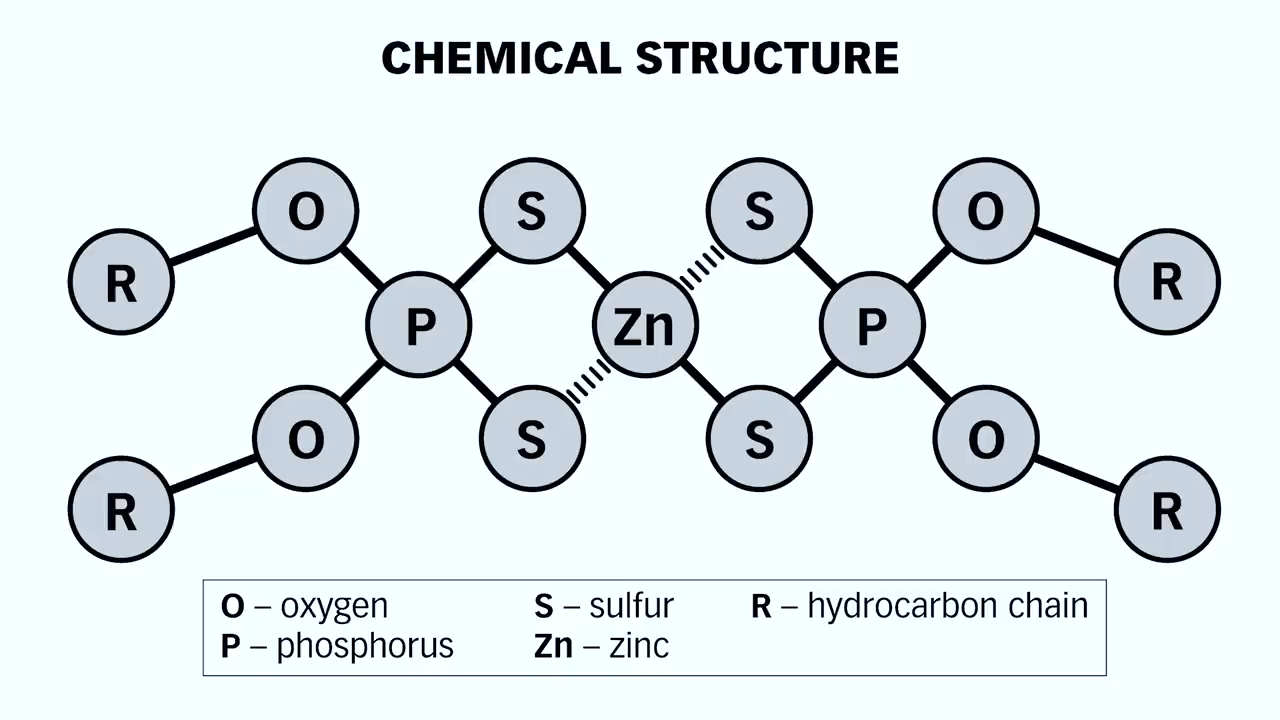 CHEMICAL STRUCTURE
O S S O
R R
P Zn P
O S S O
R R
O – oxygen S – sulfur R – hydrocarbon chain
P – phosphorus Zn – zinc